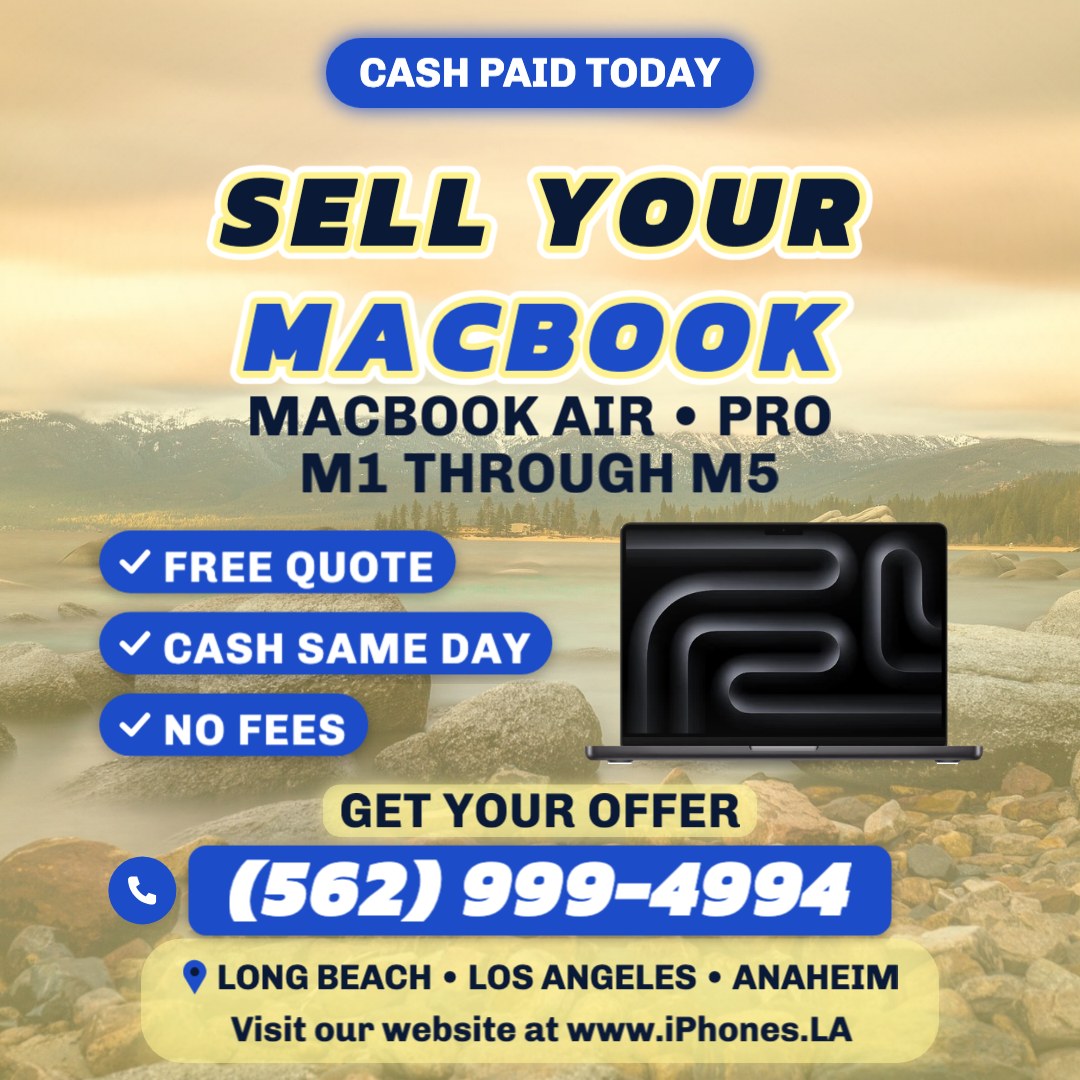 CASH PAID TODAY
SELL YOUR
MACBOOK
MACBOOK AIR • PRO
M1 THROUGH M5
FREE QUOTE
CASH SAME DAY
NO FEES
GET YOUR OFFER
(562) 999-4994
LONG BEACH • LOS ANGELES • ANAHEIM
Visit our website at www.iPhones.LA